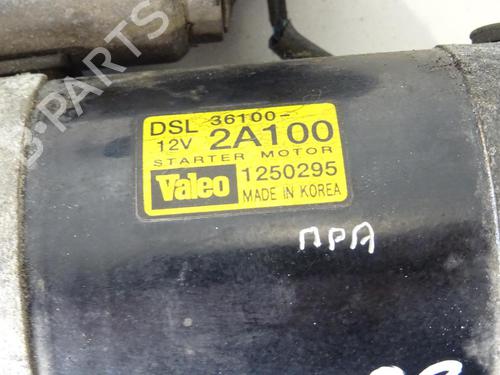 B-PARTS
DSL 36100-
12V 2A100
STARTER MOTOR
Valeo 1250295
MADE IN KOREA
ПРА